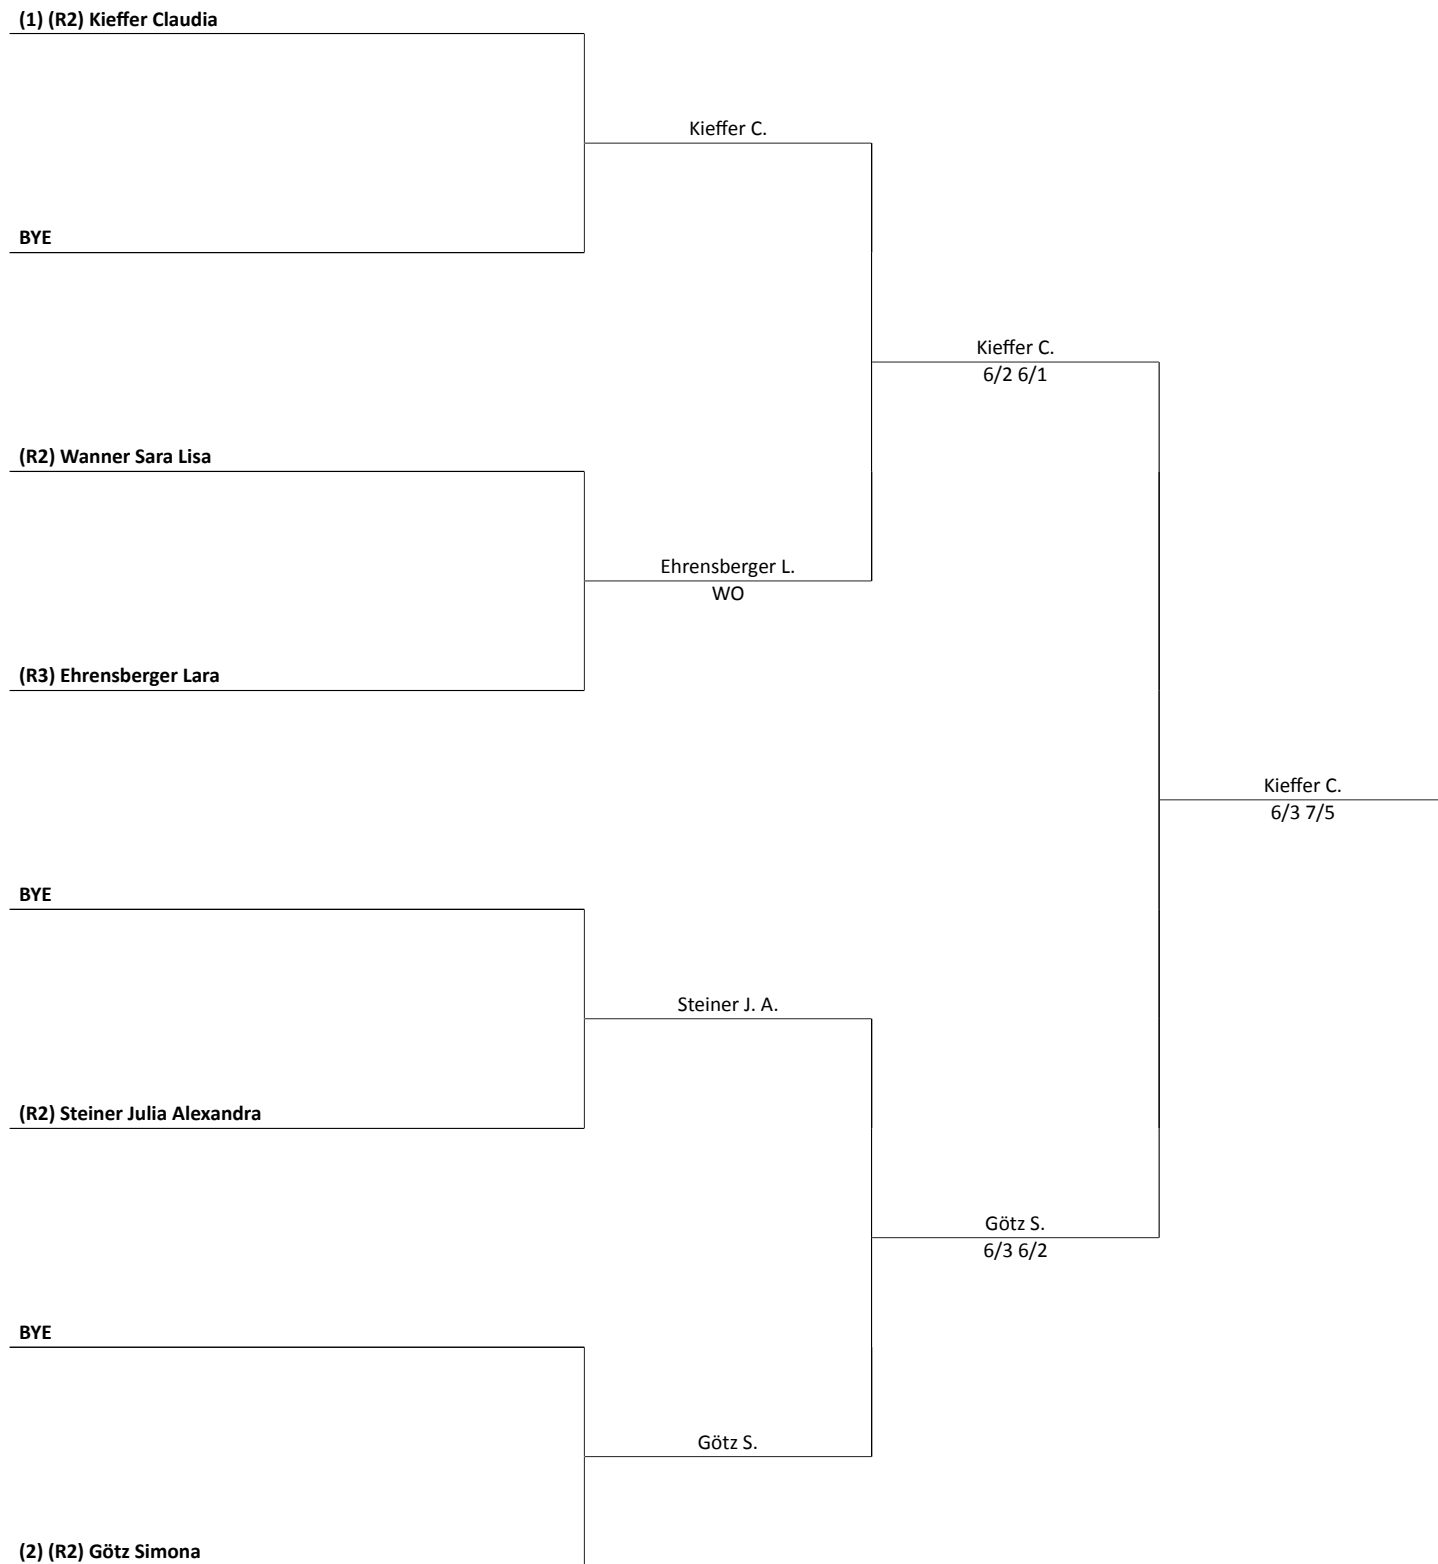 (1) (R2) Kieffer Claudia
Kieffer C.
BYE
Kieffer C.
6/2 6/1
(R2) Wanner Sara Lisa
Ehrensberger L.
WO
(R3) Ehrensberger Lara
Kieffer C.
6/3 7/5
BYE
Steiner J. A.
(R2) Steiner Julia Alexandra
Götz S.
6/3 6/2
BYE
Götz S.
(2) (R2) Götz Simona